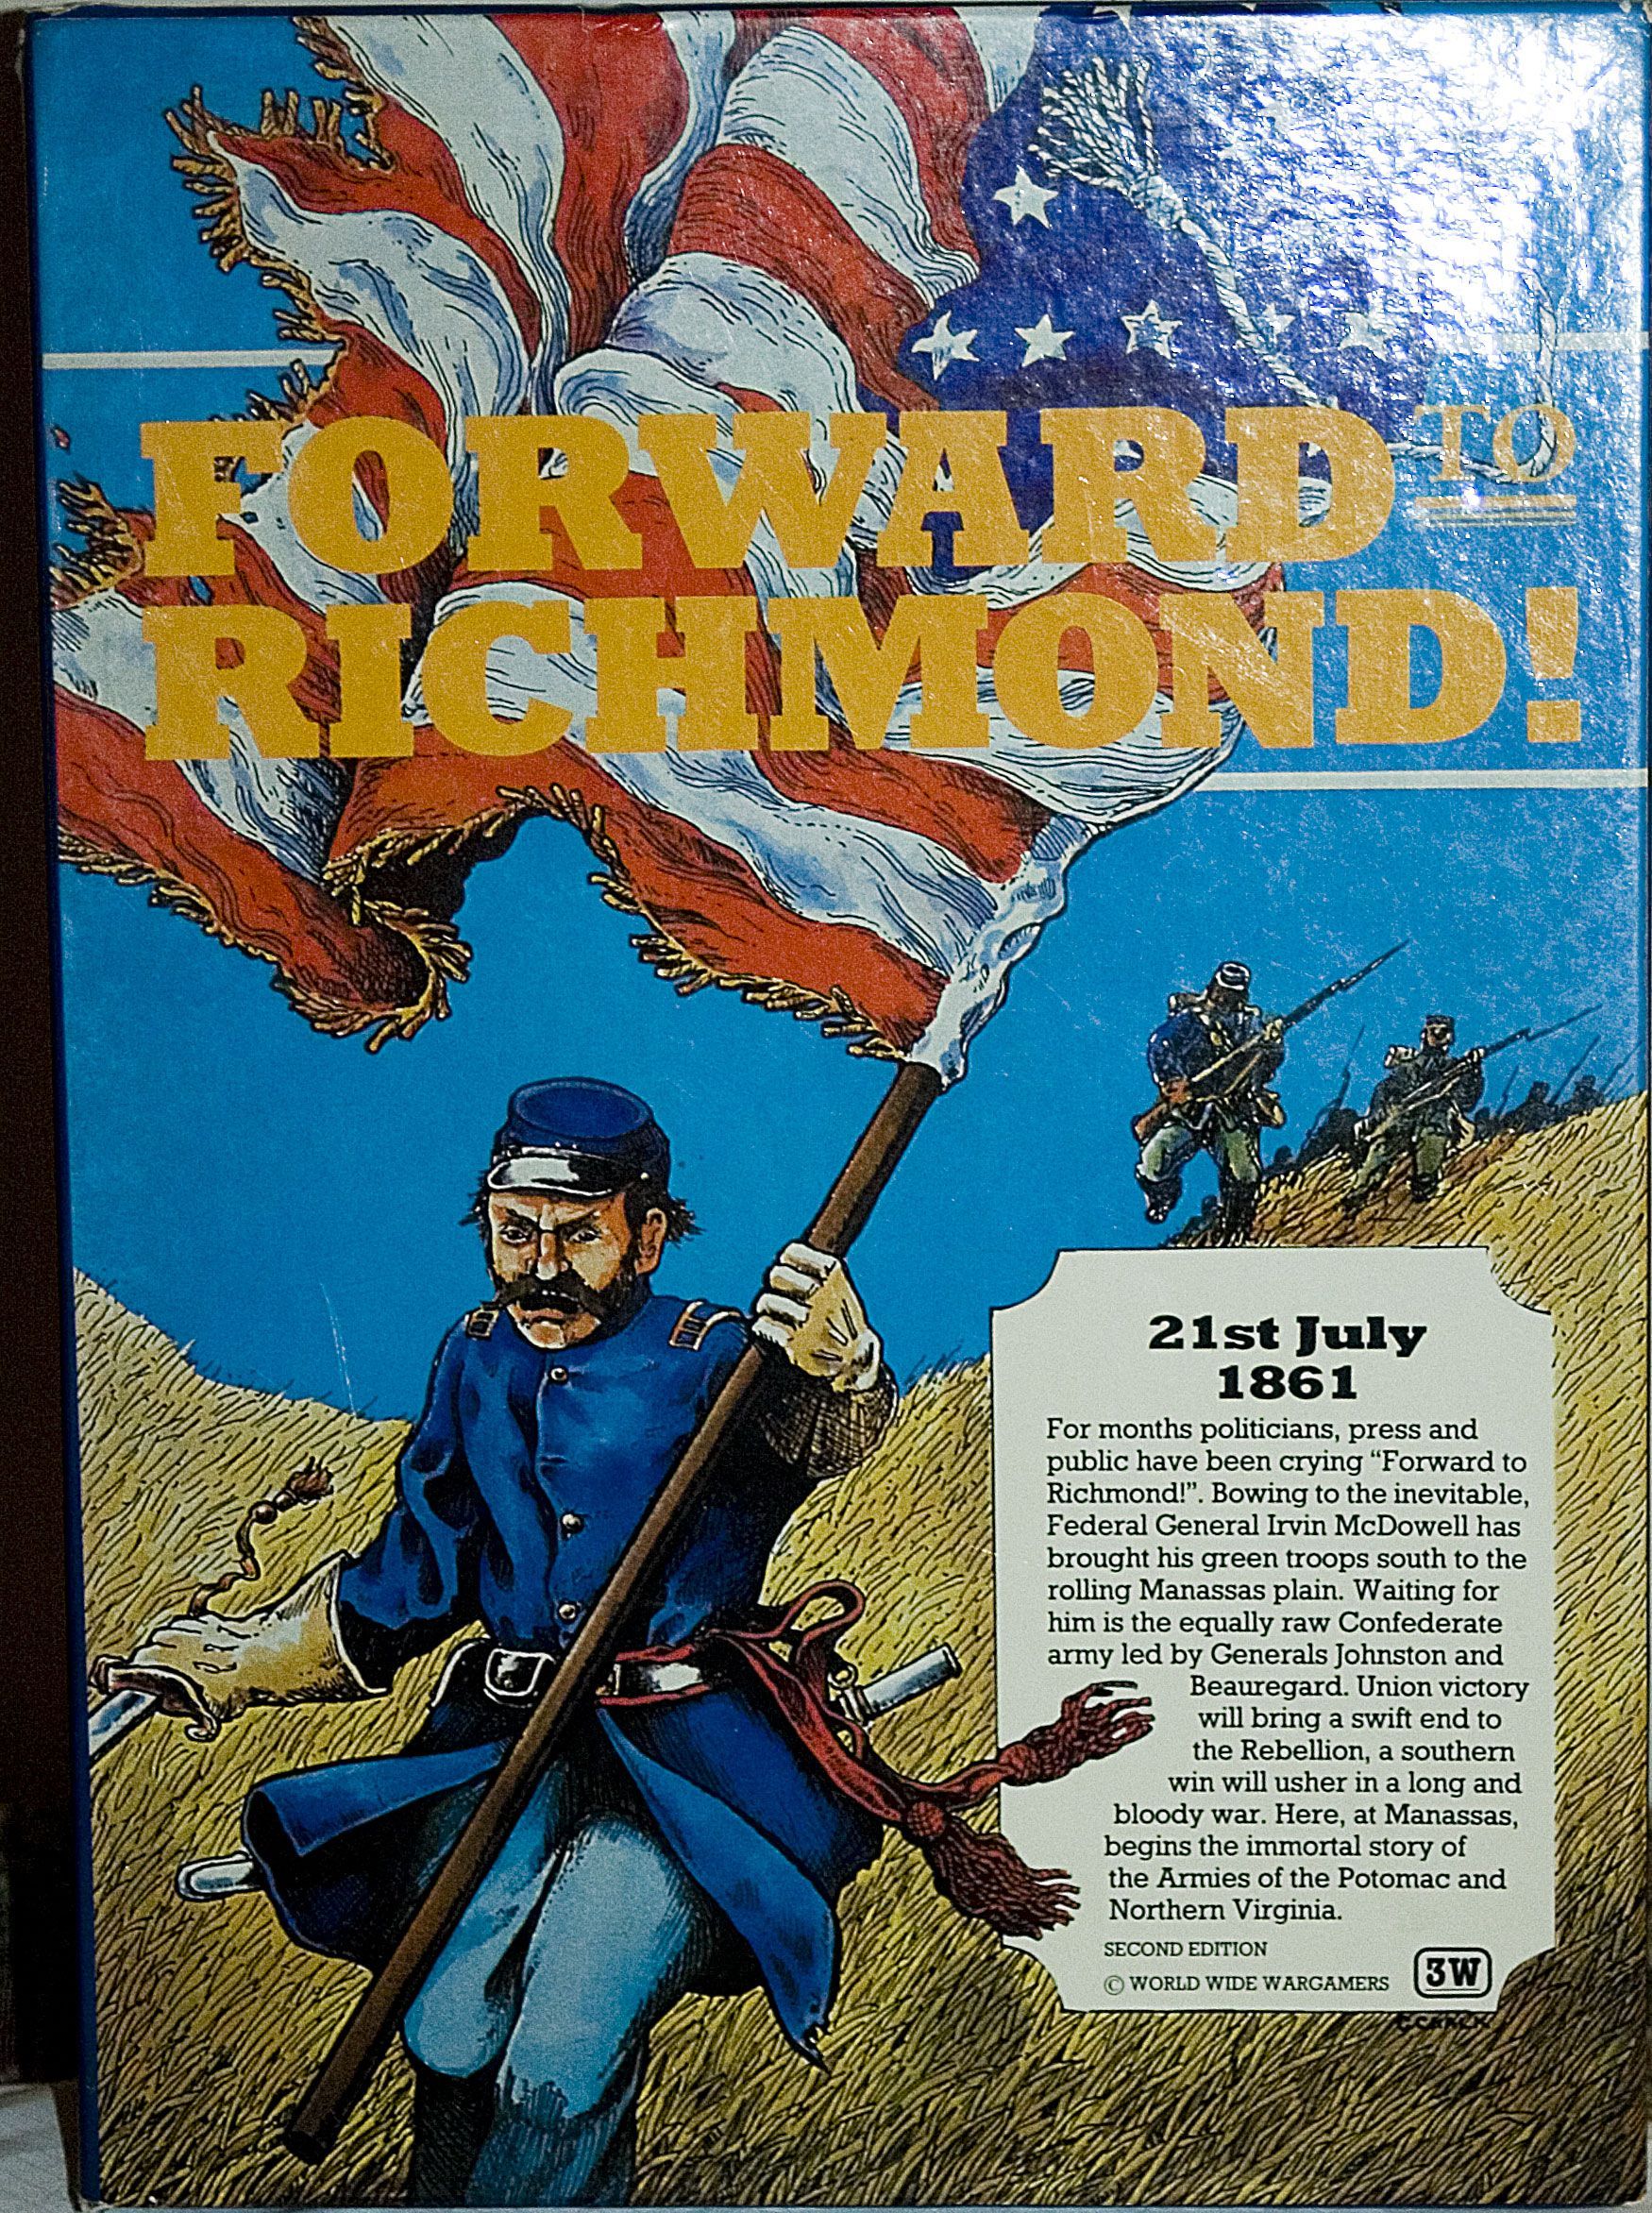 FORWARD TO
RICHMOND!
21st July
1861
For months politicians, press and
public have been crying “Forward to
Richmond!”. Bowing to the inevitable,
Federal General Irvin McDowell has
brought his green troops south to the
rolling Manassas plain. Waiting for
him is the equally raw Confederate
army led by Generals Johnston and
Beauregard. Union victory
will bring a swift end to
the Rebellion, a southern
win will usher in a long and
bloody war. Here, at Manassas,
begins the immortal story of
the Armies of the Potomac and
Northern Virginia.
SECOND EDITION
© WORLD WIDE WARGAMERS 3W